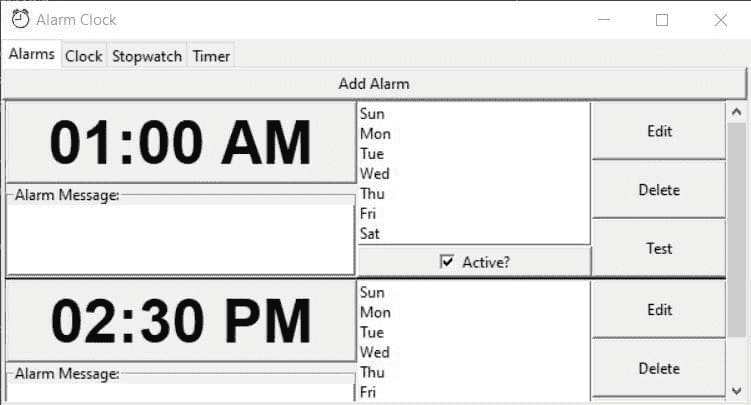 Alarm Clock
Alarms Clock Stopwatch Timer
Add Alarm
01:00 AM
Alarm Message:
Sun
Mon
Tue
Wed
Thu
Fri
Sat
Active?
Edit
Delete
Test
02:30 PM
Alarm Message:
Sun
Mon
Tue
Wed
Thu
Fri
Edit
Delete